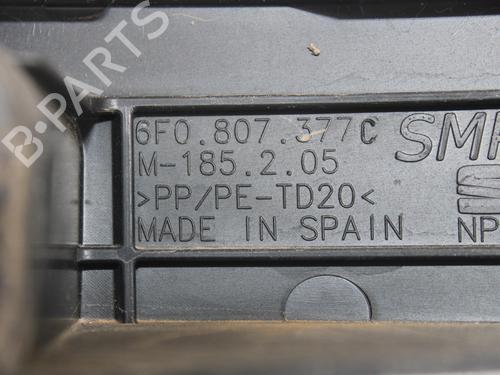 B-PARTS
6F0.807.377C
M-185.2.05
>PP/PE-TD20<
MADE IN SPAIN